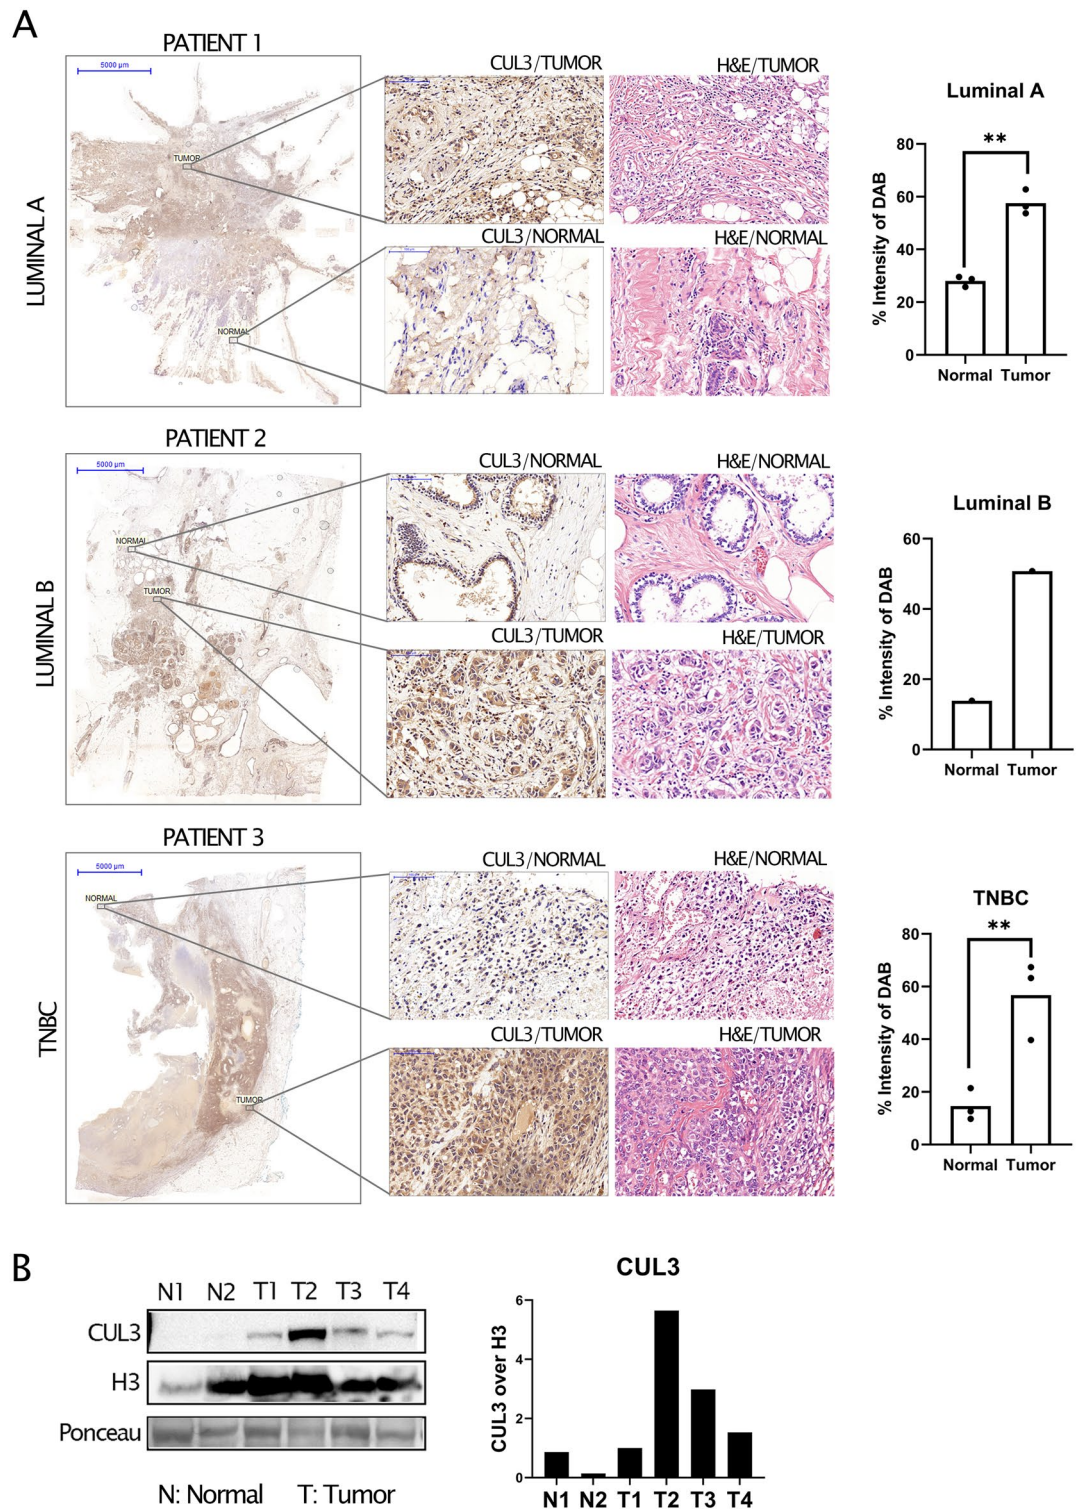 A
PATIENT 1
5000 µm
TUMOR
NORMAL
LUMINAL A
CUL3/TUMOR
H&E/TUMOR
CUL3/NORMAL
H&E/NORMAL
Luminal A
**
% Intensity of DAB
80
60
40
20
0
Normal Tumor
PATIENT 2
5000 µm
NORMAL
TUMOR
LUMINAL B
CUL3/NORMAL
H&E/NORMAL
CUL3/TUMOR
H&E/TUMOR
Luminal B
% Intensity of DAB
60
40
20
0
Normal Tumor
PATIENT 3
5000 µm
NORMAL
TUMOR
TNBC
CUL3/NORMAL
H&E/NORMAL
CUL3/TUMOR
H&E/TUMOR
TNBC
**
% Intensity of DAB
80
60
40
20
0
Normal Tumor
B
N1 N2 T1 T2 T3 T4
CUL3
H3
Ponceau
N: Normal T: Tumor
CUL3
CUL3 over H3
6
4
2
0
N1 N2 T1 T2 T3 T4